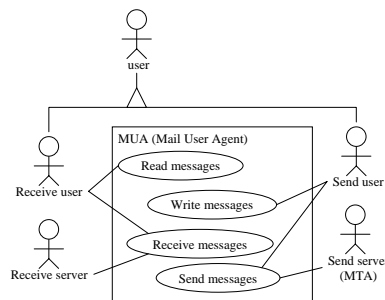 user
MUA (Mail User Agent)
Read messages
Receive user
Send user
Write messages
Receive messages
Receive server
Send server
(MTA)
Send messages